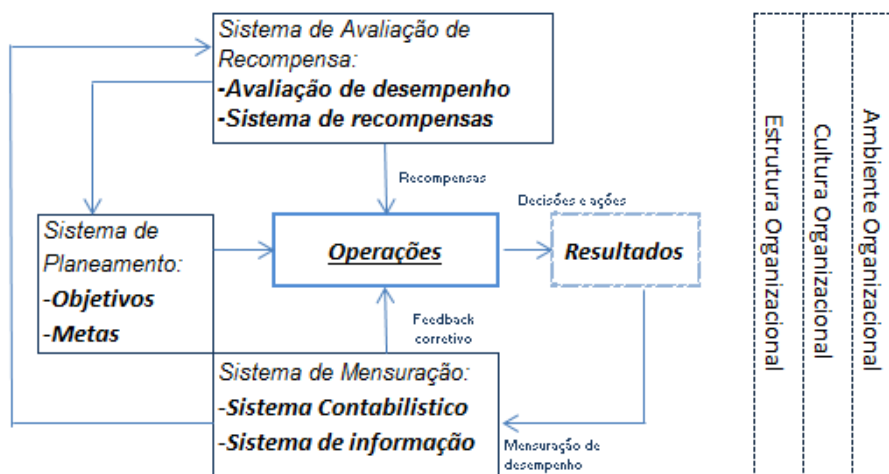 Sistema de Avaliação de
Recompensa:
-Avaliação de desempenho
-Sistema de recompensas
Recompensas
Decisões e ações
Sistema de
Planeamento:
-Objetivos
-Metas
Operações
Resultados
Feedback
corretivo
Sistema de Mensuração:
-Sistema Contabilistico
-Sistema de informação
Mensuração de
desempenho
Estrutura Organizacional
Cultura Organizacional
Ambiente Organizacional